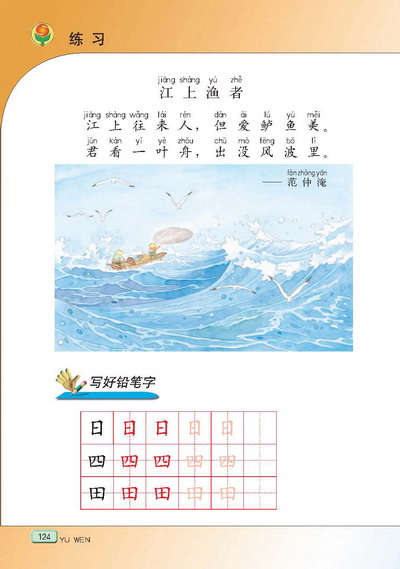 练习
jiāng shàng yú zhě
江上渔者
jiāng shàng wǎng lái rén dàn ài lú yú měi
江上往来人，但爱鲈鱼美。
jūn kàn yí yè zhōu chū mò fēng bō lǐ
君看一叶舟，出没风波里。
fàn zhòng yān
——范仲淹
写好铅笔字
日 日 日 日 日
四 四 四 四 四
田 田 田 田 田
124 YU WEN